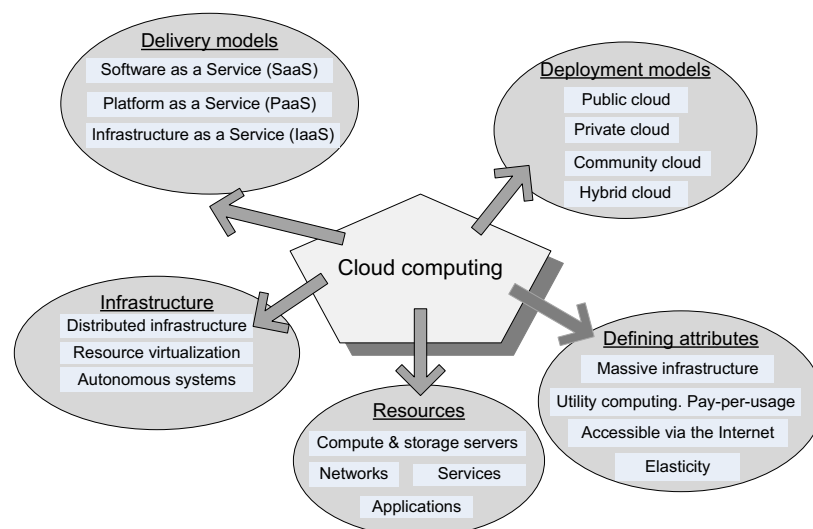 Delivery models
Software as a Service (SaaS)
Platform as a Service (PaaS)
Infrastructure as a Service (IaaS)
Deployment models
Public cloud
Private cloud
Community cloud
Hybrid cloud
Cloud computing
Infrastructure
Distributed infrastructure
Resource virtualization
Autonomous systems
Resources
Compute & storage servers
Networks Services
Applications
Defining attributes
Massive infrastructure
Utility computing. Pay-per-usage
Accessible via the Internet
Elasticity